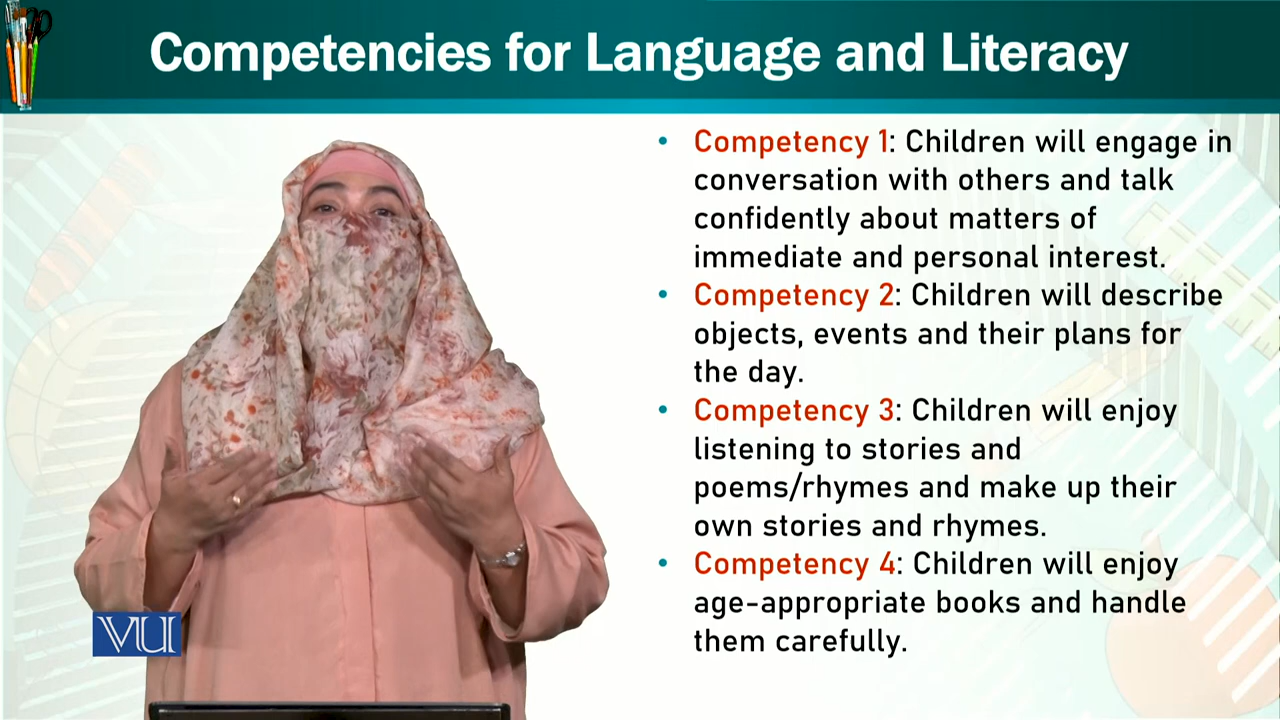 Competencies for Language and Literacy
• Competency 1: Children will engage in
conversation with others and talk
confidently about matters of
immediate and personal interest.
• Competency 2: Children will describe
objects, events and their plans for
the day.
• Competency 3: Children will enjoy
listening to stories and
poems/rhymes and make up their
own stories and rhymes.
• Competency 4: Children will enjoy
age-appropriate books and handle
them carefully.
VU